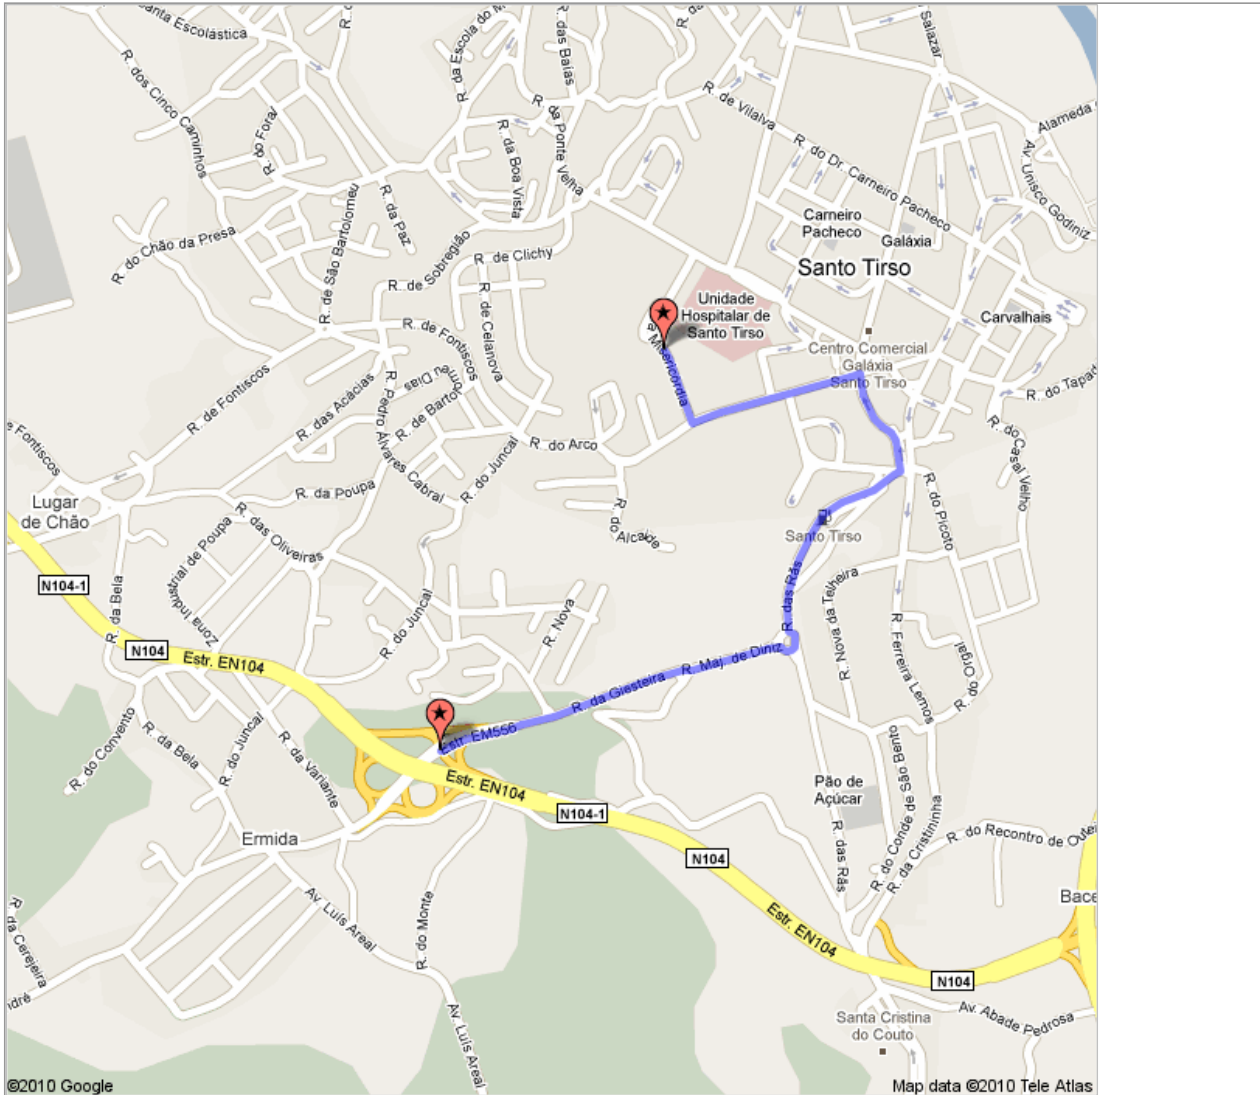 Santa Escolástica
R. da Escola do M
R. das Baías
Salazar
R. dos Cinco Caminhos
R. do Foral
R. da Ponte Velha
R. de Vilalva
Alameda
R. da Boa Vista
R. do Dr. Carneiro Pacheco
Av. Unisco Godiniz
R. da Paz
R. de São Bartolomeu
Carneiro
Pacheco
Galáxia
R. do Chão da Presa
R. de Sobregião
R. de Clichy
Santo Tirso
R. de Celanova
Unidade
Hospitalar de
Santo Tirso
Carvalhais
R. de Fontiscos
Misericórdia
Centro Comercial
Galáxia
Santo Tirso
R. do Tapad
R. de Fontiscos
R. das Acácias
R. de Bartolomeu Dias
R. Pedro Álvares Cabral
R. do Arco
R. do Casal Velho
e Fontiscos
R. do Juncal
R. da Poupa
R. do Picoto
Lugar
de Chão
R. do Alcaide
R. das Oliveiras
Zona Industrial de Poupa
Santo Tirso
N104-1
R. da Bela
R. do Juncal
R. Nova
R. das Rãs
R. Nova da Telheira
R. Ferreira Lemos
R. do Orgal
N104
Estr. EN104
R. Maj. de Diniz
R. da Giesteira
Estr. EM556
R. do Convento
R. da Bela
R. do Juncal
R. da Variante
Estr. EN104
N104-1
Pão de
Açúcar
R. do Conde de São Bento
R. da Cristininha
R. das Rãs
R. do Recontro de Outei
Ermida
N104
Av. Luís Areal
R. do Monte
Estr. EN104
Bace
R. da Cerejeira
N104
ndré
Av. Luís Areal
Av. Abade Pedrosa
Santa Cristina
do Couto
©2010 Google
Map data ©2010 Tele Atlas